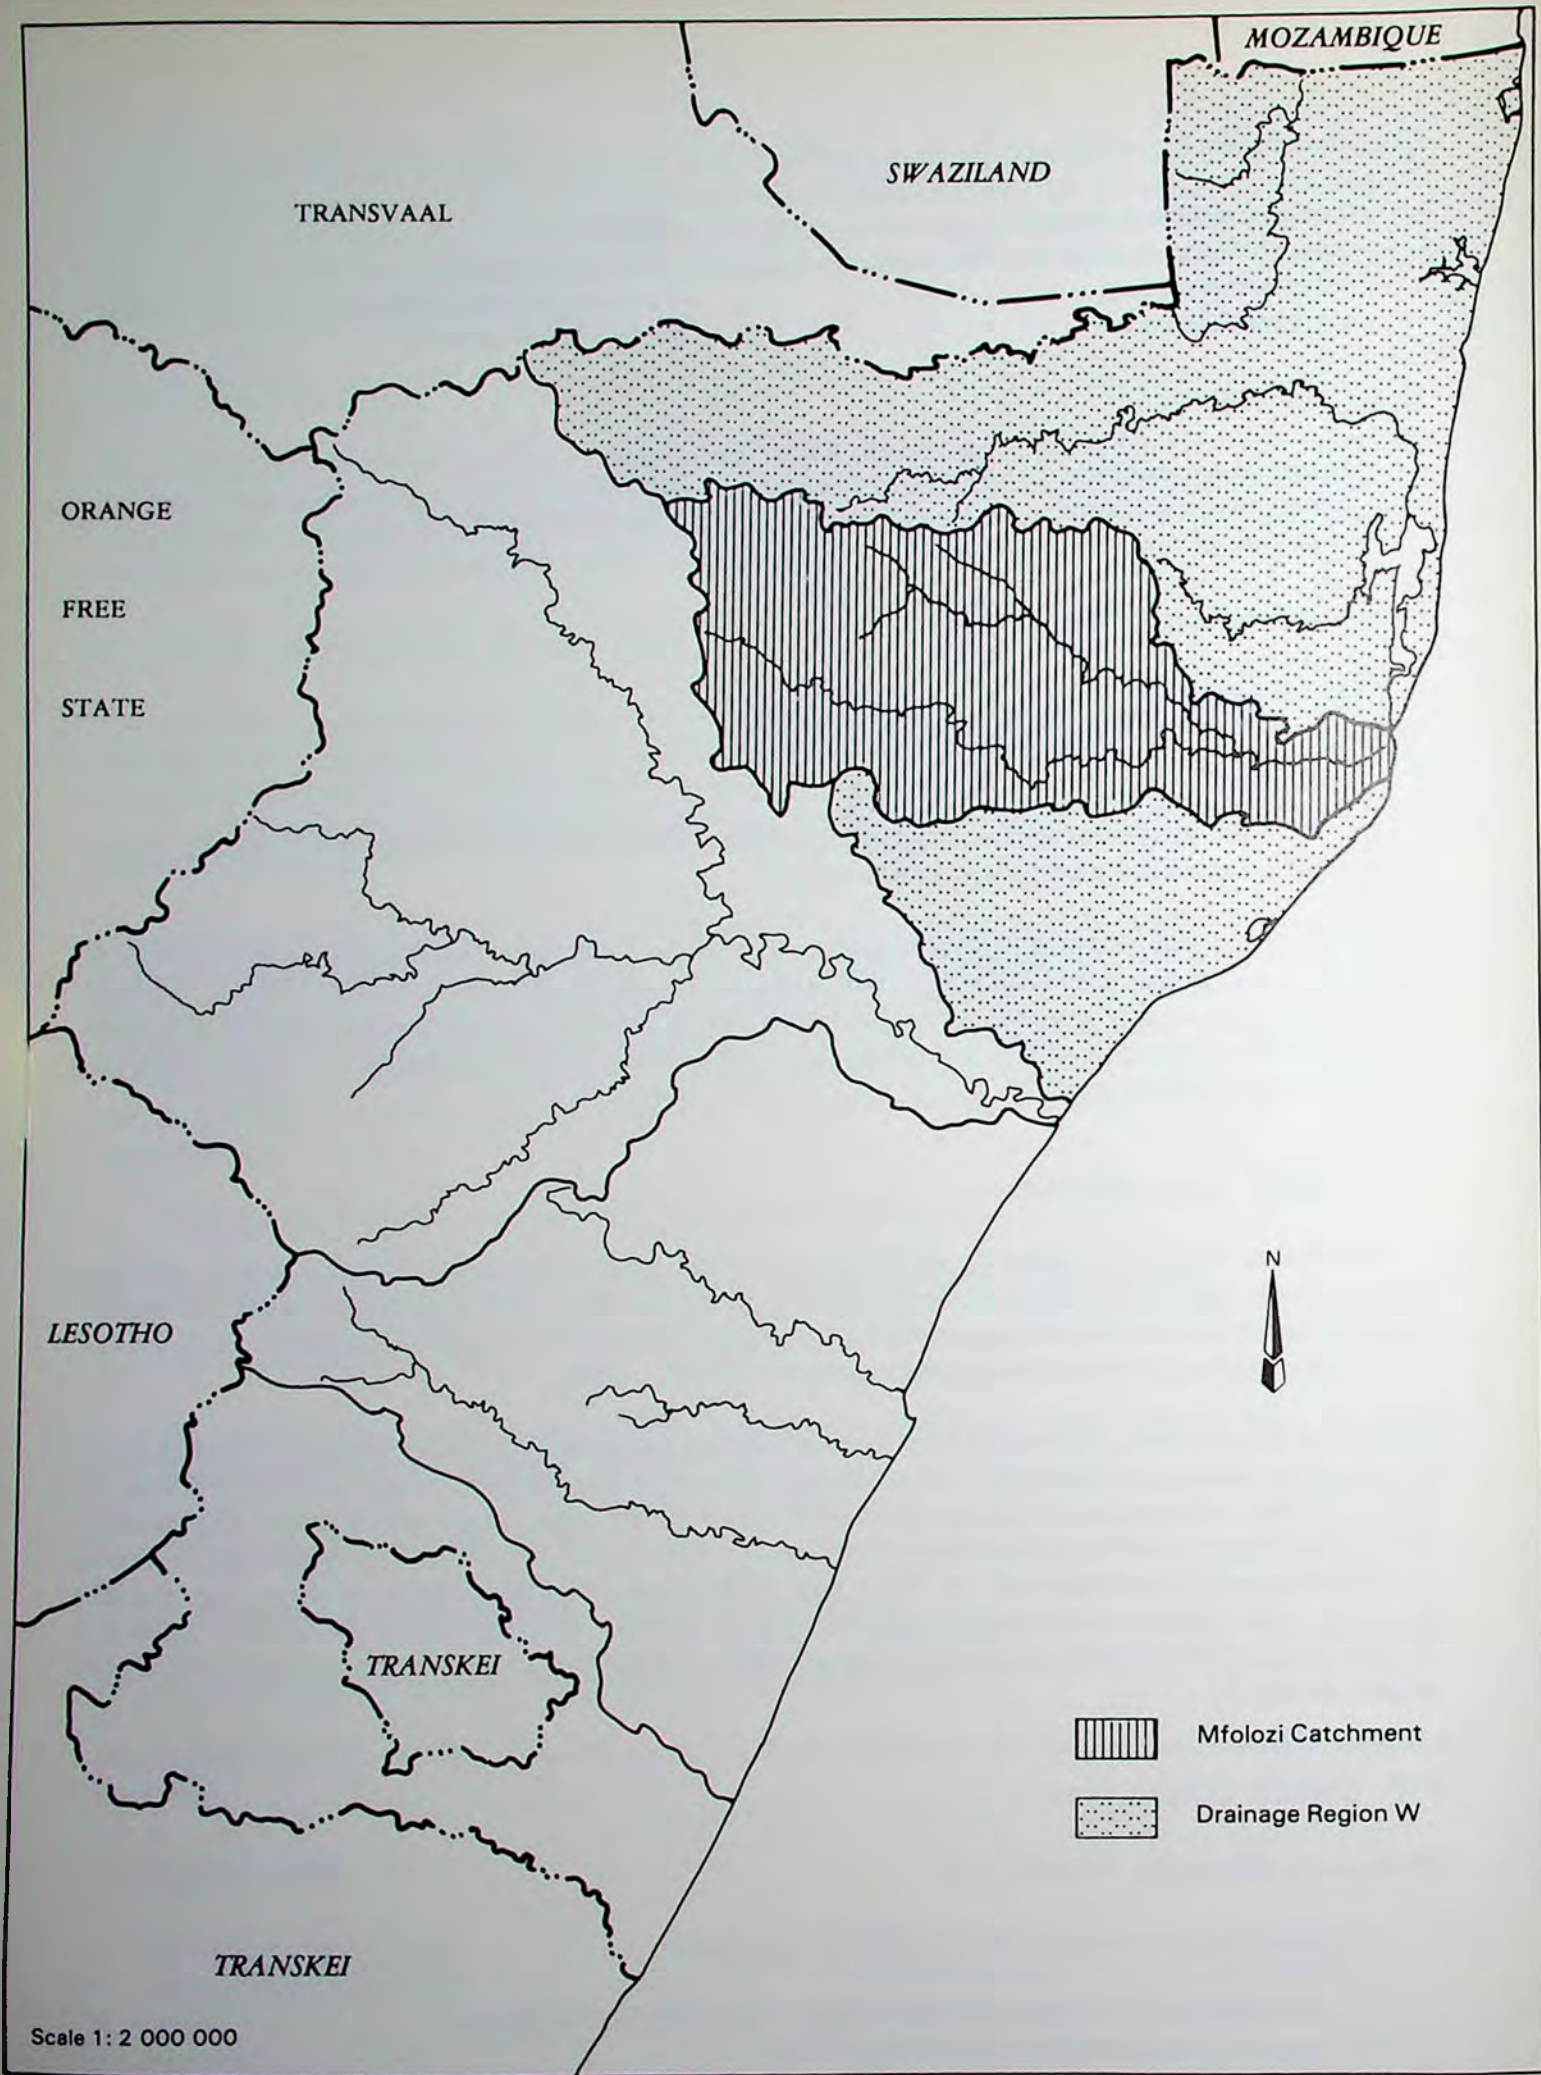 MOZAMBIQUE
SWAZILAND
TRANSVAAL
ORANGE
FREE
STATE
N
LESOTHO
TRANSKEI
Mfolozi Catchment
Drainage Region W
TRANSKEI
Scale 1: 2 000 000